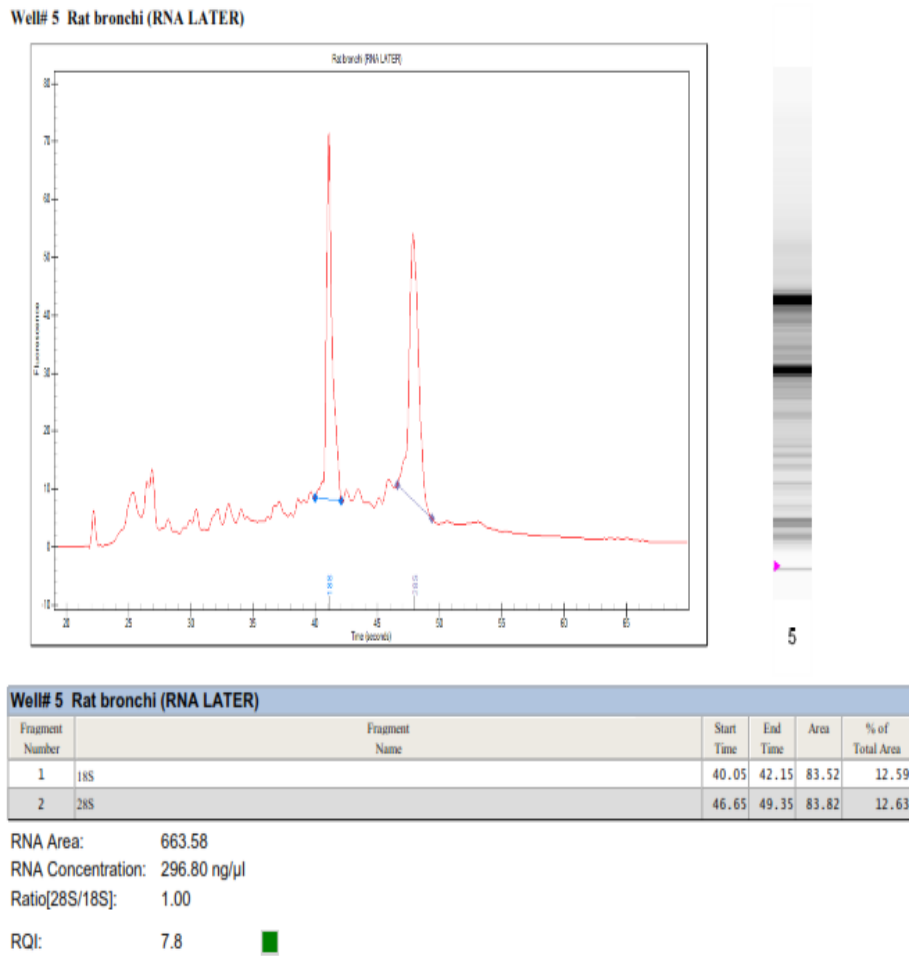 Well# 5 Rat bronchi (RNA LATER)
Rat bronchi (RNA LATER)
80
70
60
50
40
30
20
10
0
-10
Fluorescence
18S
28S
20 25 30 35 40 45 50 55 60 65
Time (seconds)
5
Well# 5 Rat bronchi (RNA LATER)
Fragment Number Fragment Name Start Time End Time Area % of Total Area
1 18S 40.05 42.15 83.52 12.59
2 28S 46.65 49.35 83.82 12.63
RNA Area: 663.58
RNA Concentration: 296.80 ng/µl
Ratio[28S/18S]: 1.00
RQI: 7.8